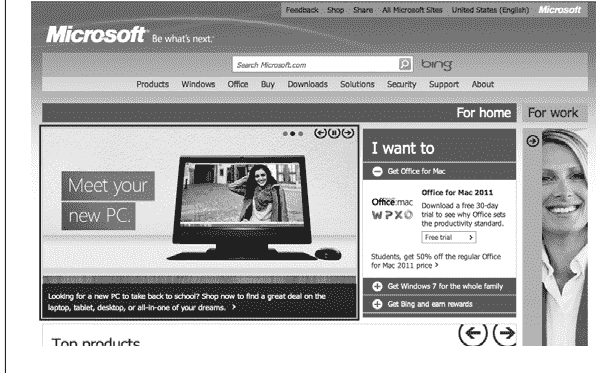 Feedback Shop Share All Microsoft Sites United States (English) Microsoft
Microsoft Be what's next.
Search Microsoft.com bing
Products Windows Office Buy Downloads Solutions Security Support About
For home For work
Meet your
new PC.
Looking for a new PC to take back to school? Shop now to find a great deal on the
laptop, tablet, desktop, or all-in-one of your dreams. >
I want to
Get Office for Mac
Office:mac
W P X O
Office for Mac 2011
Download a free 30-day
trial to see why Office sets
the productivity standard.
Free trial >
Students, get 50% off the regular Office
for Mac 2011 price >
Get Windows 7 for the whole family
Get Bing and earn rewards
Top products